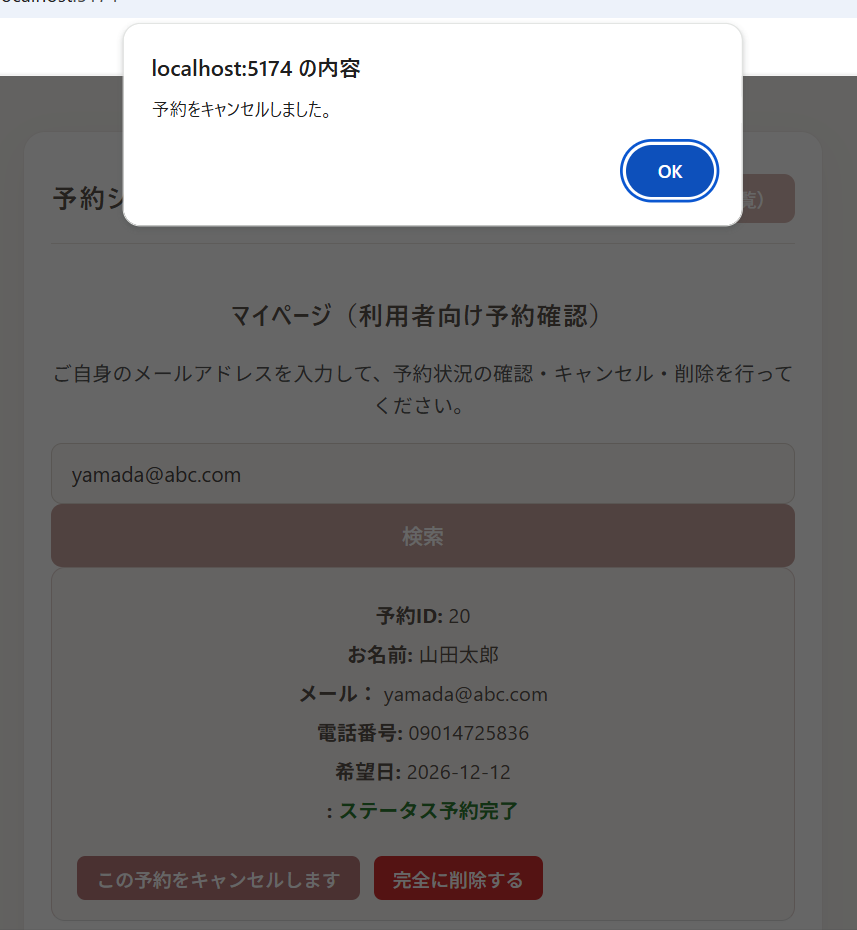 localhost:5174 の内容
予約をキャンセルしました。
OK
予約シ
覧）
マイページ（利用者向け予約確認）
ご自身のメールアドレスを入力して、予約状況の確認・キャンセル・削除を行って
ください。
yamada@abc.com
検索
予約ID: 20
お名前: 山田太郎
メール： yamada@abc.com
電話番号: 09014725836
希望日: 2026-12-12
: ステータス予約完了
この予約をキャンセルします
完全に削除する